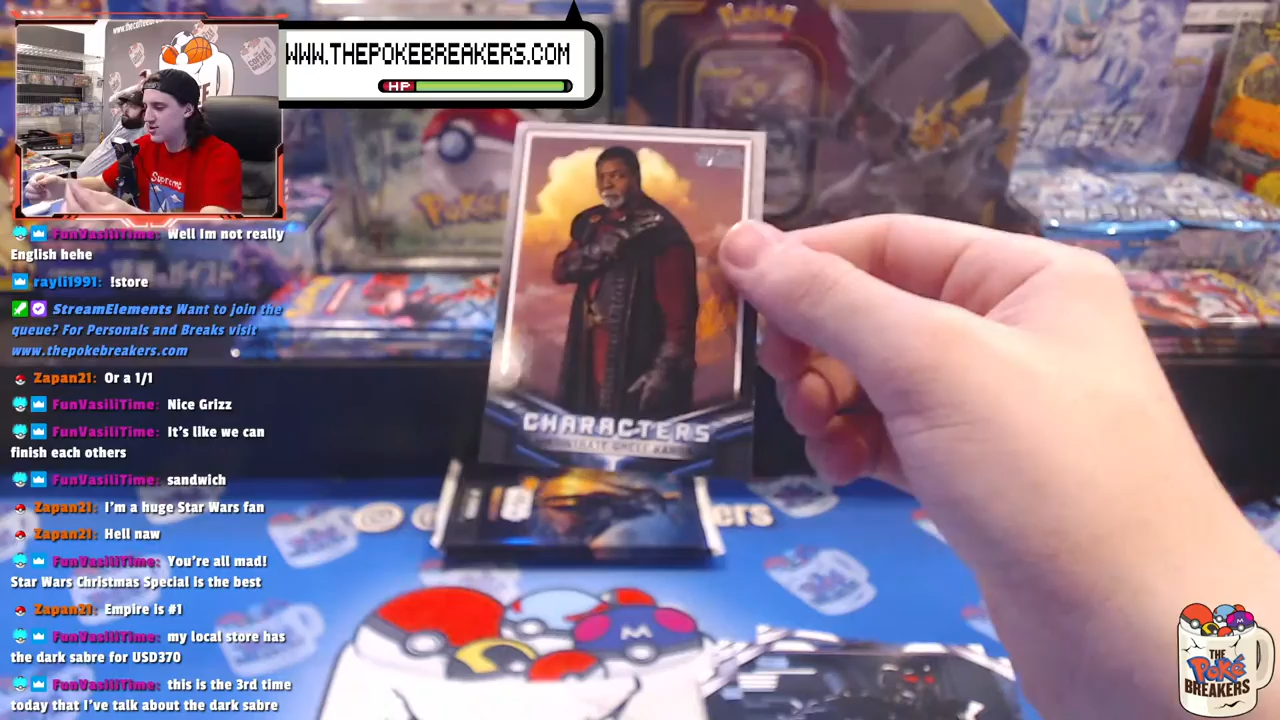 WWW.THEPOKEBREAKERS.COM
HP
Supreme
Pokémon
FunVasiliTime: Well Im not really
English hehe
rayli1991: !store
StreamElements Want to join the
queue? For Personals and Breaks visit
www.thepokebreakers.com
Zapan21: Or a 1/1
FunVasiliTime: Nice Grizz
FunVasiliTime: It's like we can
finish each others
FunVasiliTime: sandwich
Zapan21: I'm a huge Star Wars fan
Zapan21: Hell naw
FunVasiliTime: You're all mad!
Star Wars Christmas Special is the best
Zapan21: Empire is #1
FunVasiliTime: my local store has
the dark sabre for USD370
FunVasiliTime: this is the 3rd time
today that I've talk about the dark sabre
CHARACTERS
THE
POKÉ
BREAKERS